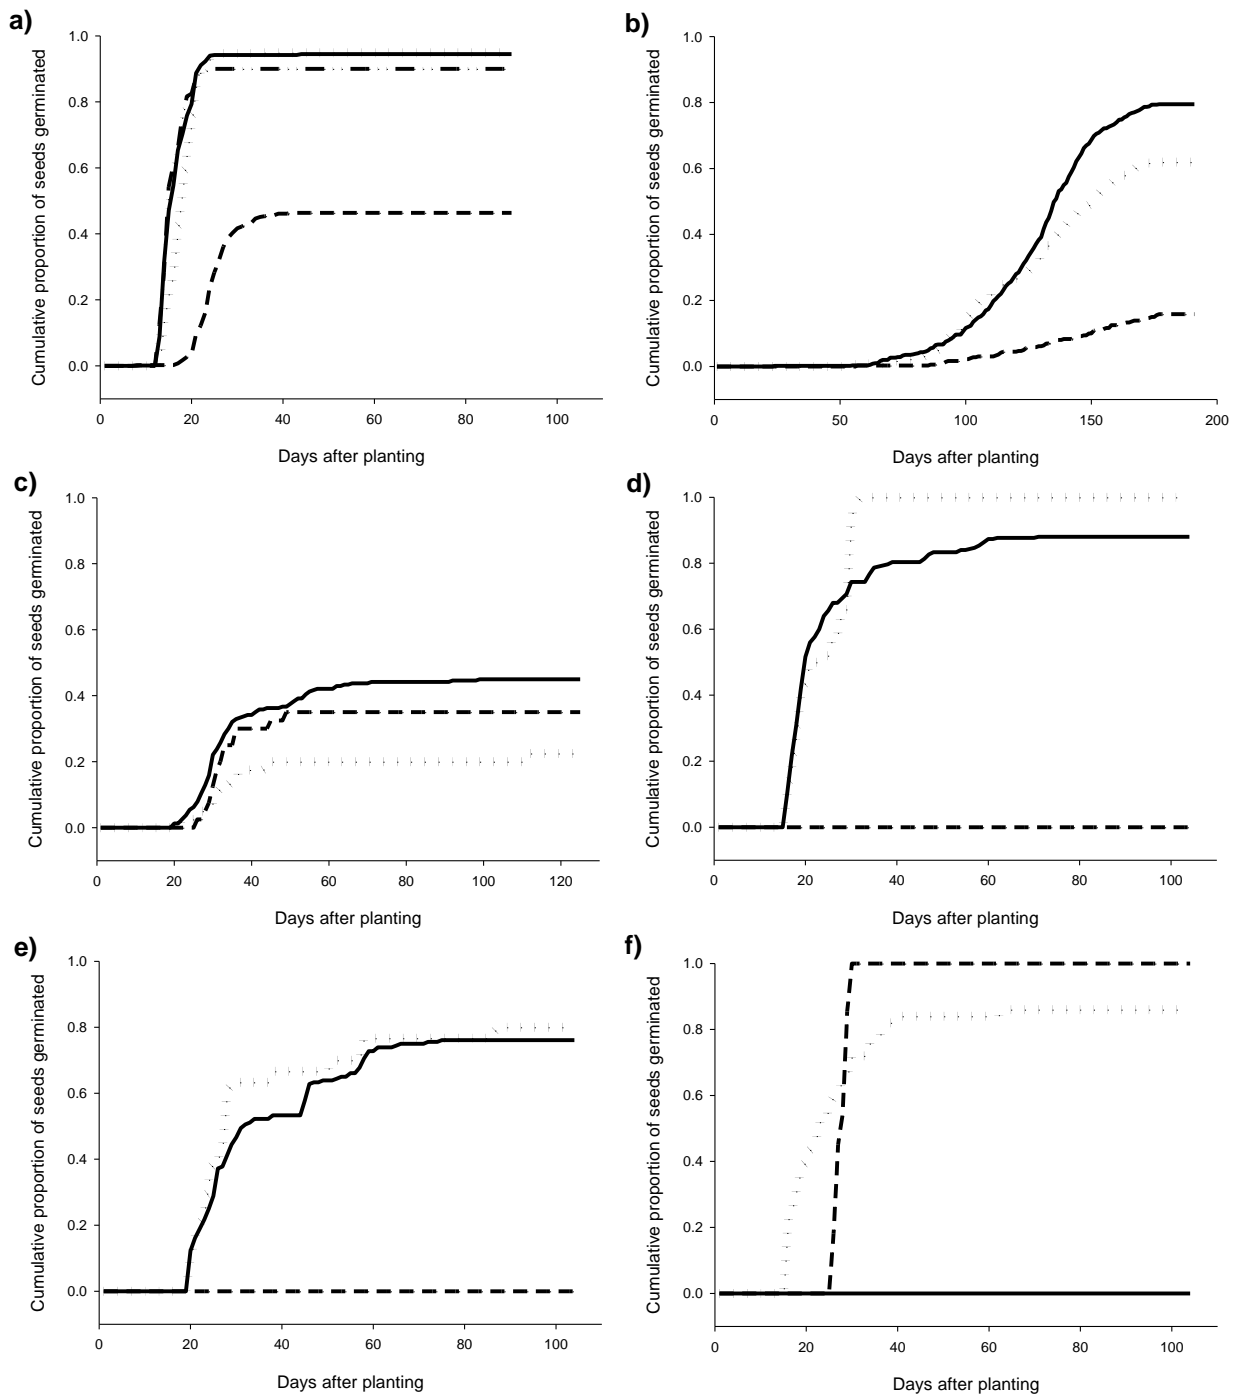 a)
Cumulative proportion of seeds germinated
1.0
0.8
0.6
0.4
0.2
0.0
0 20 40 60 80 100
Days after planting
b)
Cumulative proportion of seeds germinated
1.0
0.8
0.6
0.4
0.2
0.0
0 50 100 150 200
Days after planting
c)
Cumulative proportion of seeds germinated
1.0
0.8
0.6
0.4
0.2
0.0
0 20 40 60 80 100 120
Days after planting
d)
Cumulative proportion of seeds germinated
1.0
0.8
0.6
0.4
0.2
0.0
0 20 40 60 80 100
Days after planting
e)
Cumulative proportion of seeds germinated
1.0
0.8
0.6
0.4
0.2
0.0
0 20 40 60 80 100
Days after planting
f)
Cumulative proportion of seeds germinated
1.0
0.8
0.6
0.4
0.2
0.0
0 20 40 60 80 100
Days after planting